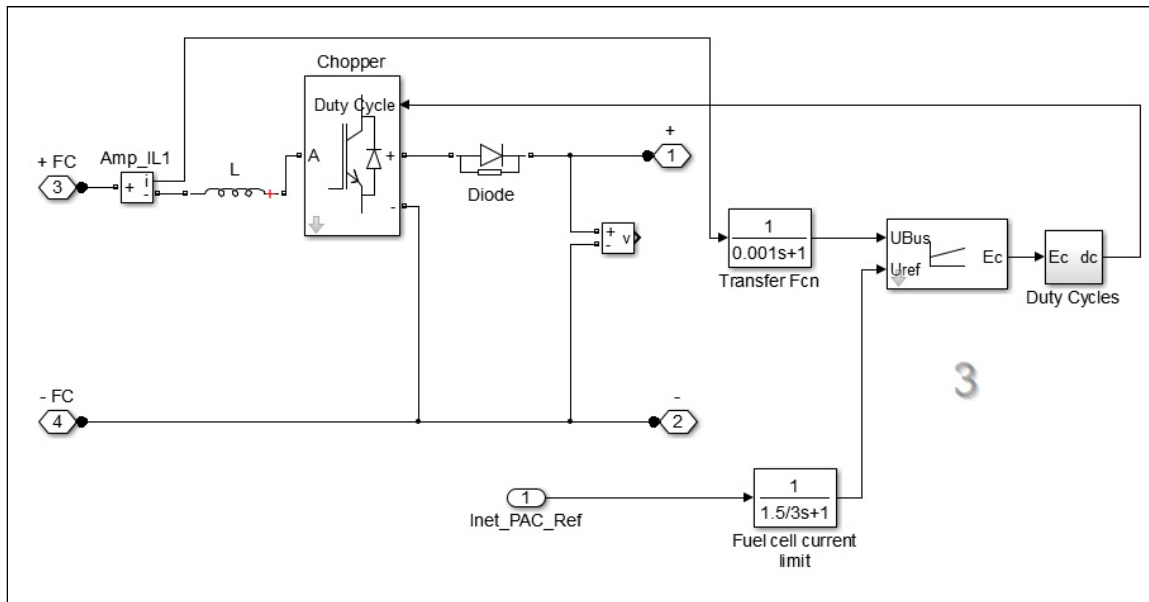 Chopper
Duty Cycle
Amp_IL1
+ FC
3
+
i
-
L
A
+
-
Diode
+
1
+
-
v
1
0.001s+1
Transfer Fcn
UBus
Uref
Ec
Ec dc
Duty Cycles
3
- FC
4
-
2
1
Inet_PAC_Ref
1
1.5/3s+1
Fuel cell current
limit